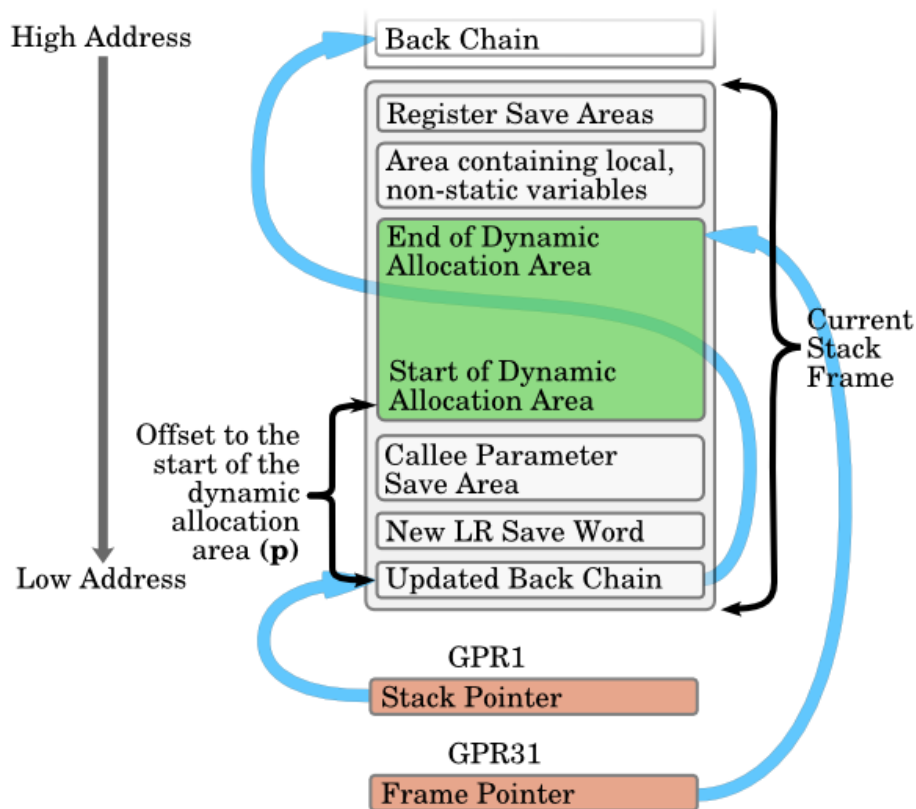 High Address
Back Chain
Register Save Areas
Area containing local,
non-static variables
End of Dynamic
Allocation Area
Current
Stack
Frame
Start of Dynamic
Allocation Area
Offset to the
start of the
dynamic
allocation
area (p)
Callee Parameter
Save Area
New LR Save Word
Low Address
Updated Back Chain
GPR1
Stack Pointer
GPR31
Frame Pointer